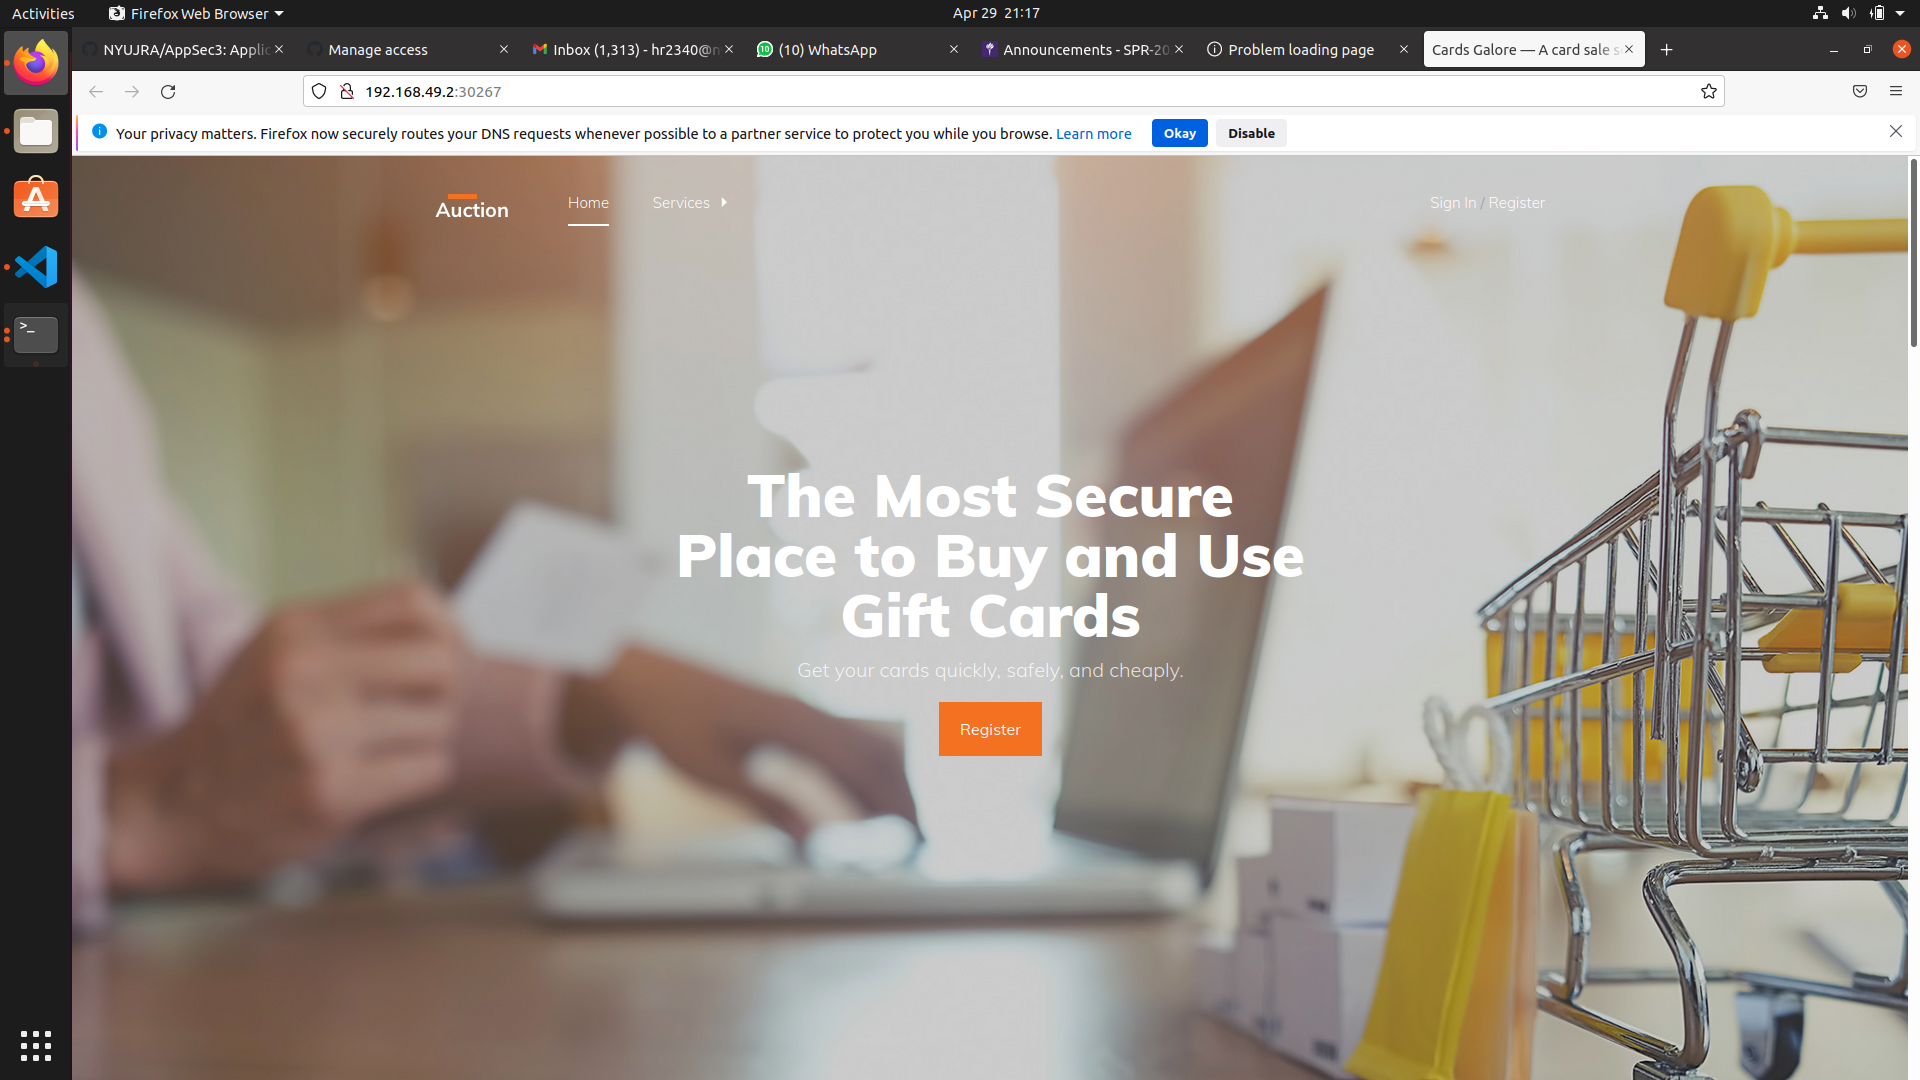 Activities
Firefox Web Browser
Apr 29 21:17
NYUJRA/AppSec3: Applic
Manage access
Inbox (1,313) - hr2340@n
(10) WhatsApp
Announcements - SPR-20
Problem loading page
Cards Galore — A card sale s
192.168.49.2:30267
Your privacy matters. Firefox now securely routes your DNS requests whenever possible to a partner service to protect you while you browse. Learn more
Okay
Disable
Auction
Home
Services
Sign In / Register
The Most Secure
Place to Buy and Use
Gift Cards
Get your cards quickly, safely, and cheaply.
Register